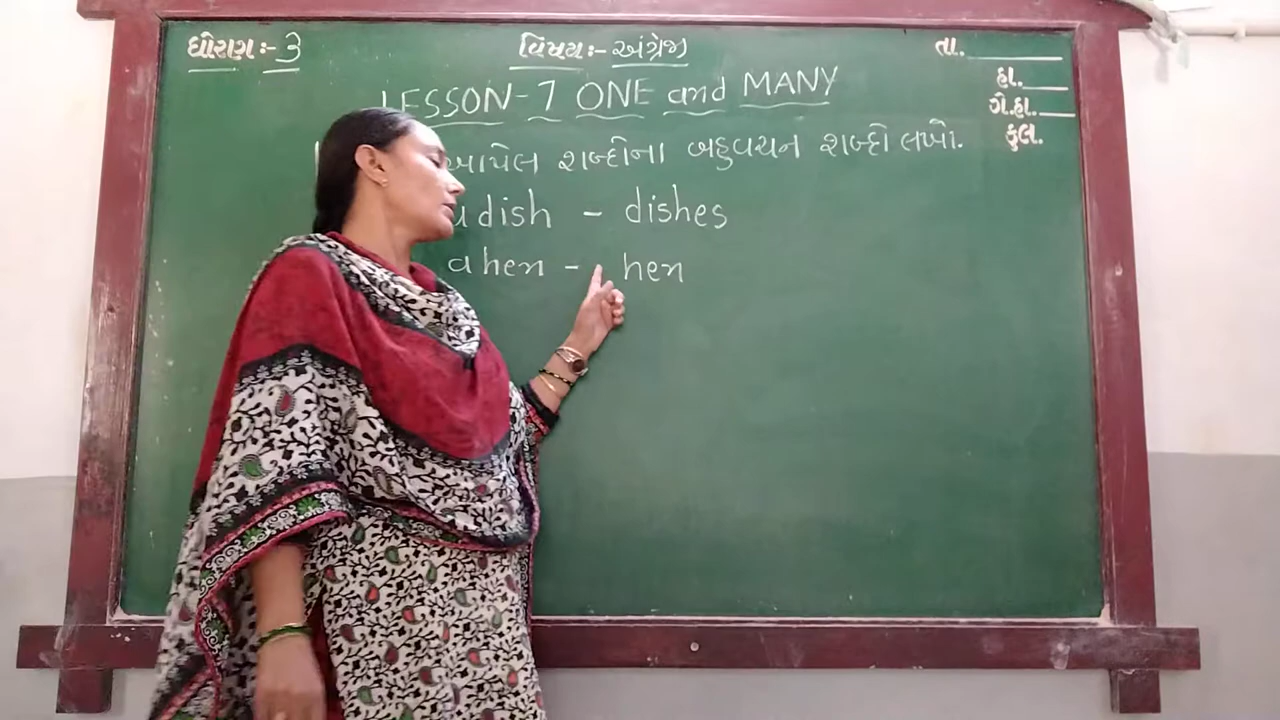 ધોરણ:- 3 વિષય:- અંગ્રેજી તા.
હા.
LESSON-7 ONE and MANY
ગે.હા.
કુલ.
આપેલ શબ્દોના બહુવચન શબ્દો લખો.
a dish - dishes
a hen - hen